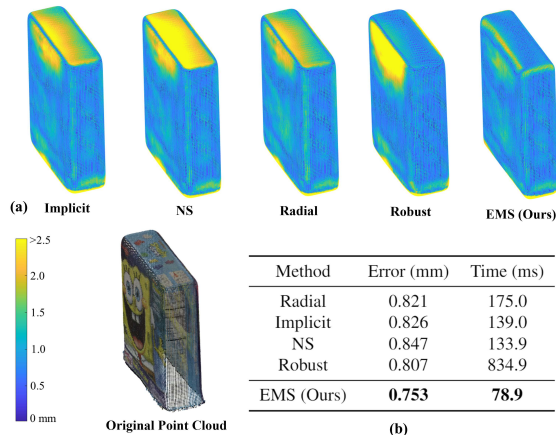 (a) Implicit NS Radial Robust EMS (Ours)
>2.5
2.0
1.5
1.0
0.5
0 mm
Original Point Cloud
Method Error (mm) Time (ms)
Radial 0.821 175.0
Implicit 0.826 139.0
NS 0.847 133.9
Robust 0.807 834.9
EMS (Ours) 0.753 78.9
(b)